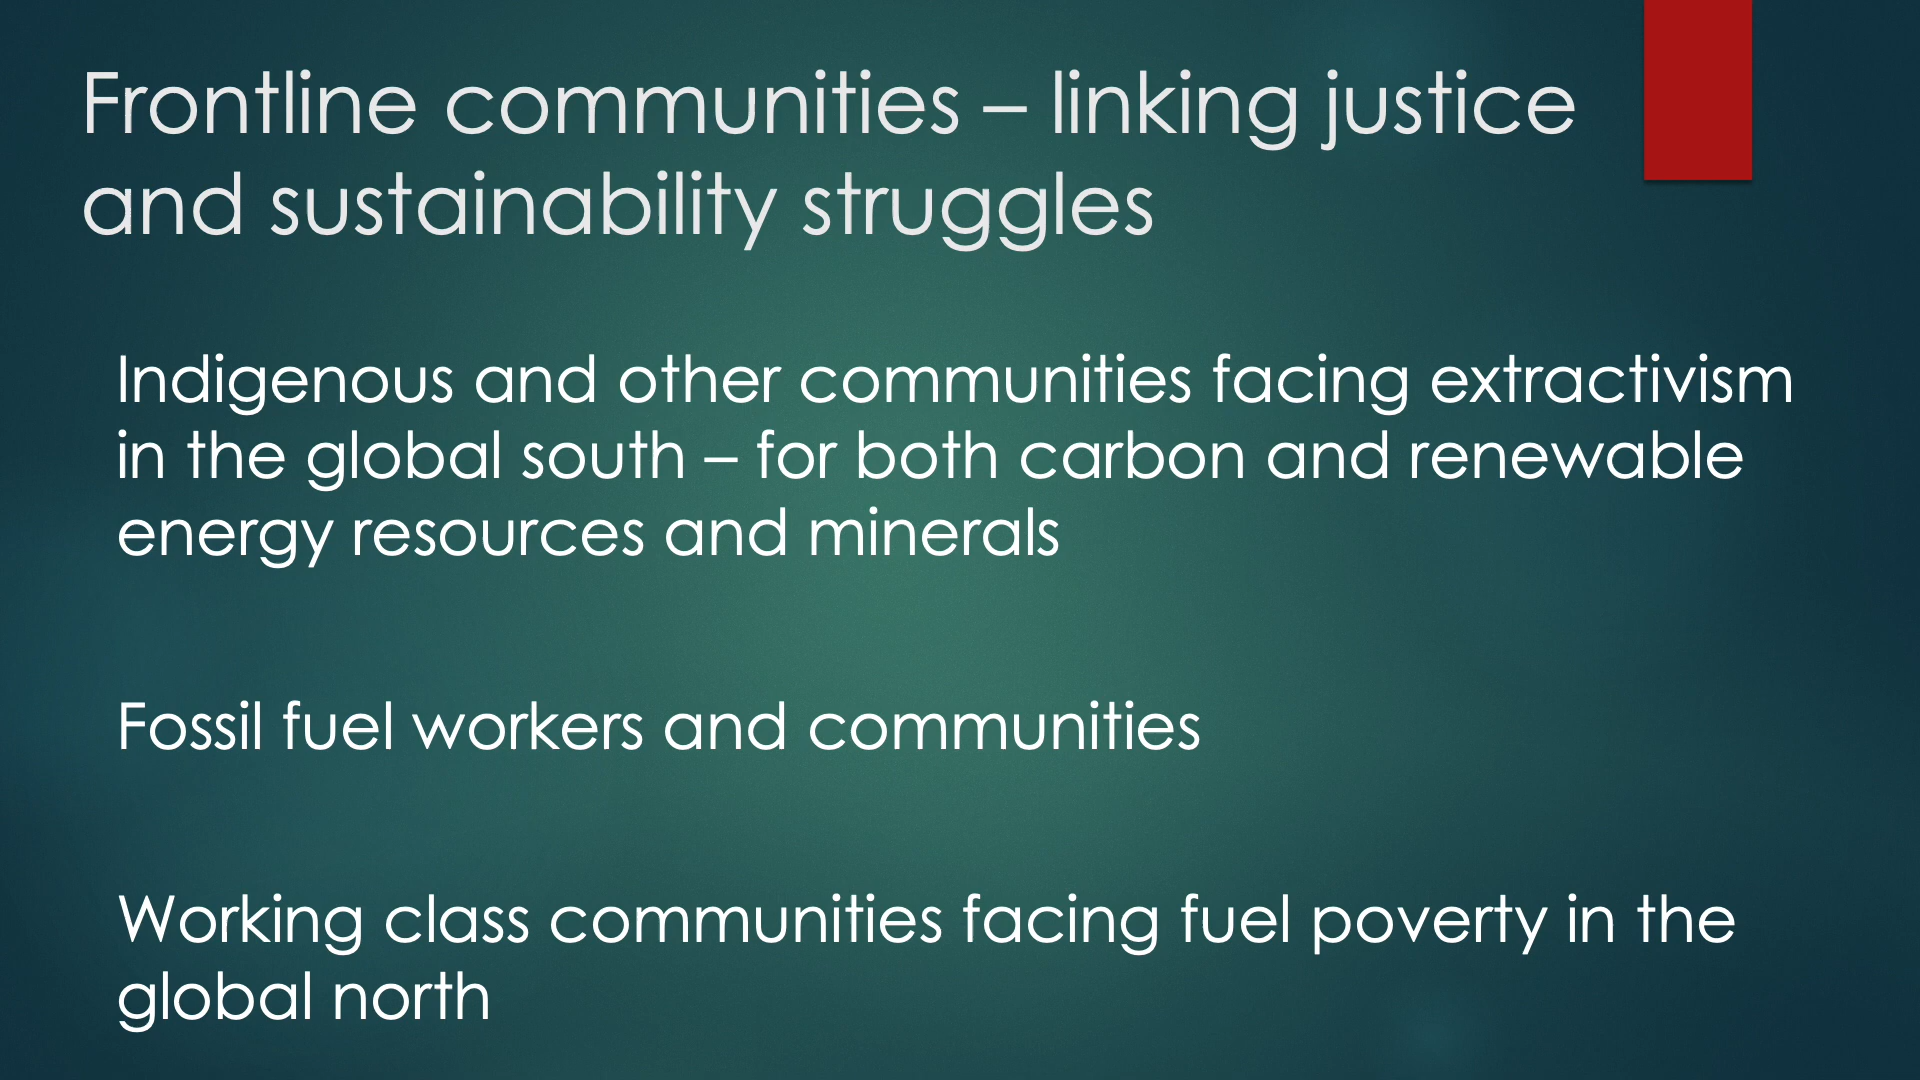 Frontline communities – linking justice
and sustainability struggles
Indigenous and other communities facing extractivism
in the global south – for both carbon and renewable
energy resources and minerals
Fossil fuel workers and communities
Working class communities facing fuel poverty in the
global north